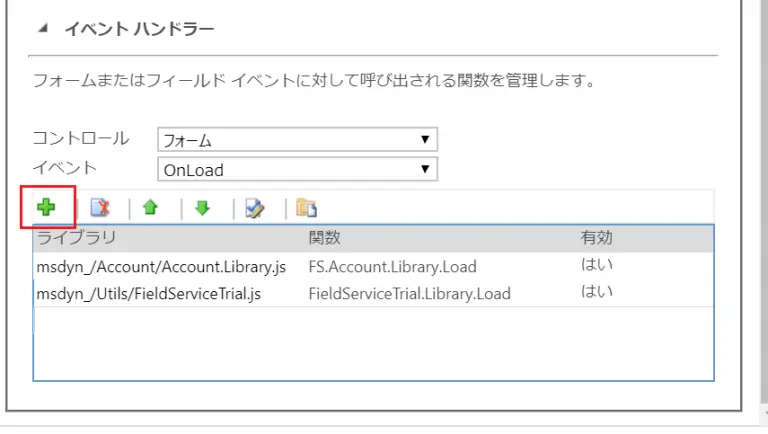 イベント ハンドラー
フォームまたはフィールド イベントに対して呼び出される関数を管理します。
コントロール フォーム
イベント OnLoad
ライブラリ 関数 有効
msdyn_/Account/Account.Library.js FS.Account.Library.Load はい
msdyn_/Utils/FieldServiceTrial.js FieldServiceTrial.Library.Load はい